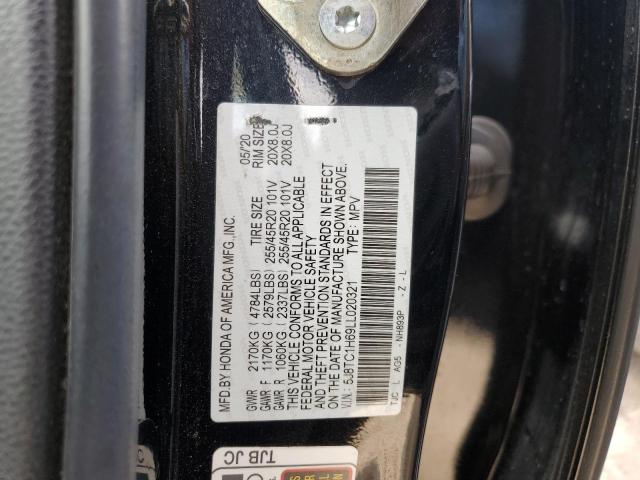 MFD.BY HONDA OF AMERICA MFG.,INC. 05/'20
GVWR 2170KG ( 4784LBS) TIRE SIZE RIM SIZE
GAWR F 1170KG ( 2579LBS) 255/45R20 101V 20X8.0J
GAWR R 1060KG ( 2337LBS) 255/45R20 101V 20X8.0J
THIS VEHICLE CONFORMS TO ALL APPLICABLE
FEDERAL MOTOR VEHICLE SAFETY
AND THEFT PREVENTION STANDARDS IN EFFECT
ON THE DATE OF MANUFACTURE SHOWN ABOVE.
V.I.N.: 5J8TC1H69LL020321 TYPE: MPV
TJC L AG5 - NH893P - Z - L
TJB JC